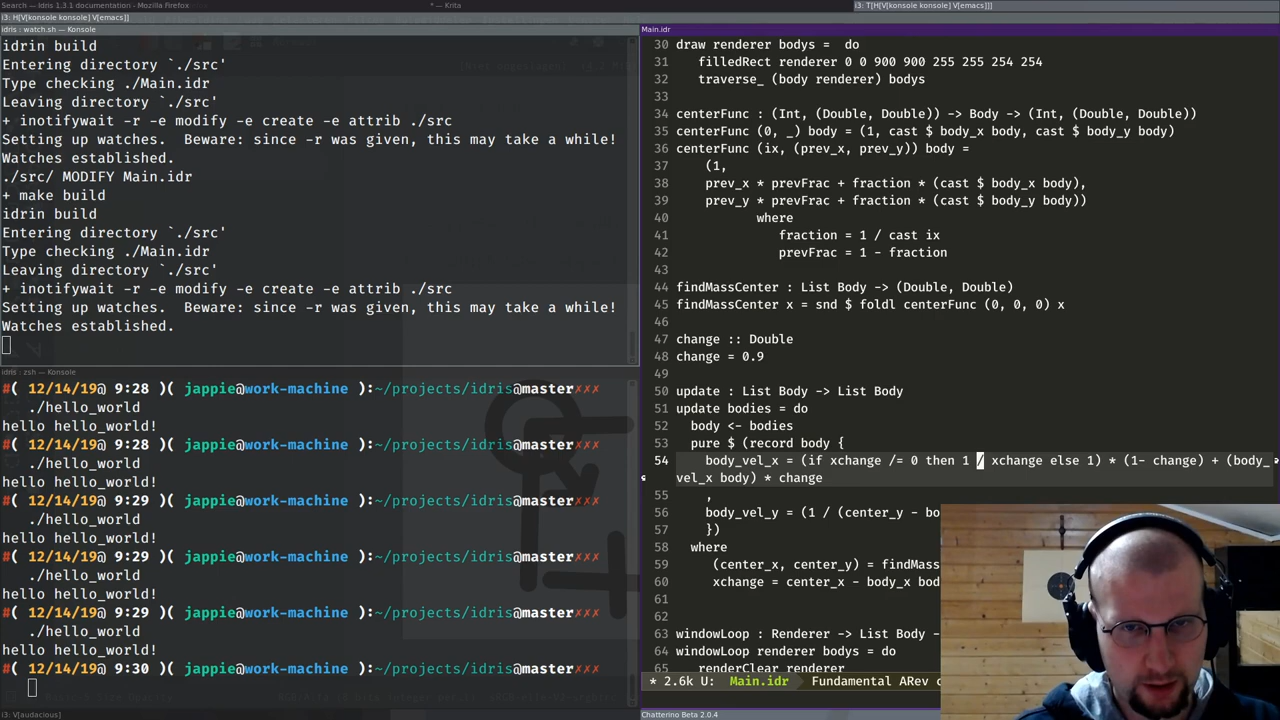 Search — Idris 1.3.1 documentation - Mozilla Firefox
* — Krita
i3: T[H[V[konsole konsole] V[emacs]]]
i3: H[V[konsole konsole] V[emacs]]
idris : watch.sh — Konsole
idrin build
Entering directory `./src'
Type checking ./Main.idr
Leaving directory `./src'
+ inotifywait -r -e modify -e create -e attrib ./src
Setting up watches.  Beware: since -r was given, this may take a while!
Watches established.
./src/ MODIFY Main.idr
+ make build
idrin build
Entering directory `./src'
Type checking ./Main.idr
Leaving directory `./src'
+ inotifywait -r -e modify -e create -e attrib ./src
Setting up watches.  Beware: since -r was given, this may take a while!
Watches established.
idris : zsh — Konsole
#( 12/14/19@ 9:28 )( jappie@work-machine ):~/projects/idris@master✗✗✗
./hello_world
hello hello_world!
#( 12/14/19@ 9:28 )( jappie@work-machine ):~/projects/idris@master✗✗✗
./hello_world
hello hello_world!
#( 12/14/19@ 9:29 )( jappie@work-machine ):~/projects/idris@master✗✗✗
./hello_world
hello hello_world!
#( 12/14/19@ 9:29 )( jappie@work-machine ):~/projects/idris@master✗✗✗
./hello_world
hello hello_world!
#( 12/14/19@ 9:29 )( jappie@work-machine ):~/projects/idris@master✗✗✗
./hello_world
hello hello_world!
#( 12/14/19@ 9:30 )( jappie@work-machine ):~/projects/idris@master✗✗✗
i3: V[audacious]
Main.idr
30 draw renderer bodys =  do
31    filledRect renderer 0 0 900 900 255 255 254 254
32    traverse_ (body renderer) bodys
33
34 centerFunc : (Int, (Double, Double)) -> Body -> (Int, (Double, Double))
35 centerFunc (0, _) body = (1, cast $ body_x body, cast $ body_y body)
36 centerFunc (ix, (prev_x, prev_y)) body =
37     (1,
38     prev_x * prevFrac + fraction * (cast $ body_x body),
39     prev_y * prevFrac + fraction * (cast $ body_y body))
40            where
41               fraction = 1 / cast ix
42               prevFrac = 1 - fraction
43
44 findMassCenter : List Body -> (Double, Double)
45 findMassCenter x = snd $ foldl centerFunc (0, 0, 0) x
46
47 change :: Double
48 change = 0.9
49
50 update : List Body -> List Body
51 update bodies = do
52   body <- bodies
53   pure $ (record body {
54     body_vel_x = (if xchange /= 0 then 1 / xchange else 1) * (1- change) + (body_
vel_x body) * change
55     ,
56     body_vel_y = (1 / (center_y - bo
57     })
58   where
59      (center_x, center_y) = findMass
60      xchange = center_x - body_x bod
61
62
63 windowLoop : Renderer -> List Body -
64 windowLoop renderer bodys = do
65    renderClear renderer
* 2.6k U:  Main.idr  Fundamental ARev
Chatterino Beta 2.0.4